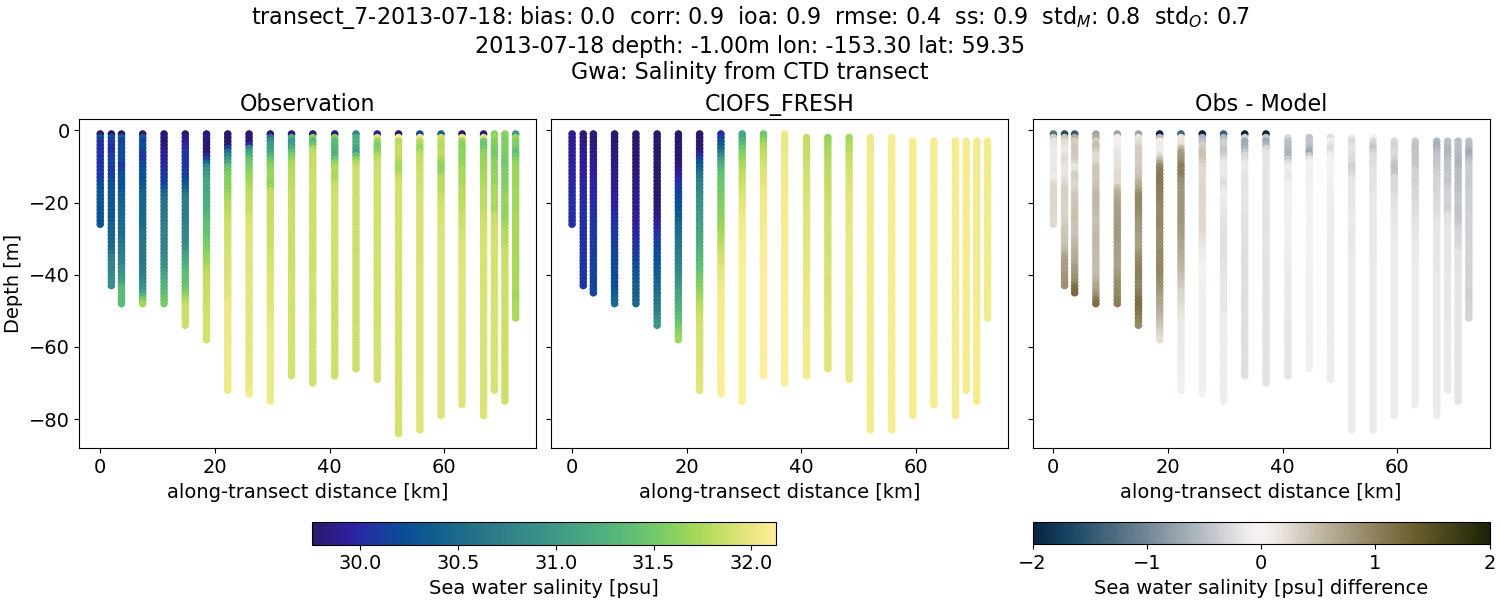 transect_7-2013-07-18: bias: 0.0 corr: 0.9 ioa: 0.9 rmse: 0.4 ss: 0.9 std_M: 0.8 std_O: 0.7
2013-07-18 depth: -1.00m lon: -153.30 lat: 59.35
Gwa: Salinity from CTD transect
Observation
CIOFS_FRESH
Obs - Model
Depth [m]
0
−20
−40
−60
−80
0 20 40 60
0 20 40 60
0 20 40 60
along-transect distance [km]
along-transect distance [km]
along-transect distance [km]
30.0 30.5 31.0 31.5 32.0
Sea water salinity [psu]
−2 −1 0 1 2
Sea water salinity [psu] difference